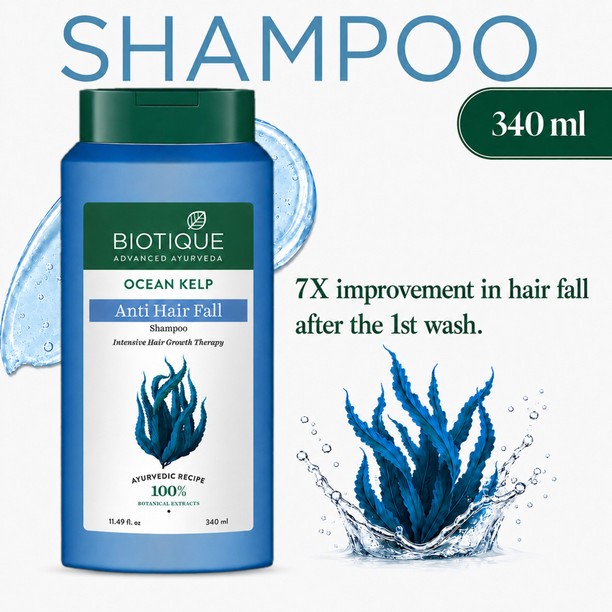 SHAMPOO
340 ml
BIOTIQUE
ADVANCED AYURVEDA
OCEAN KELP
Anti Hair Fall
Shampoo
Intensive Hair Growth Therapy
AYURVEDIC RECIPE
100%
BOTANICAL EXTRACTS
11.49 fl. oz 340 ml
7X improvement in hair fall
after the 1st wash.